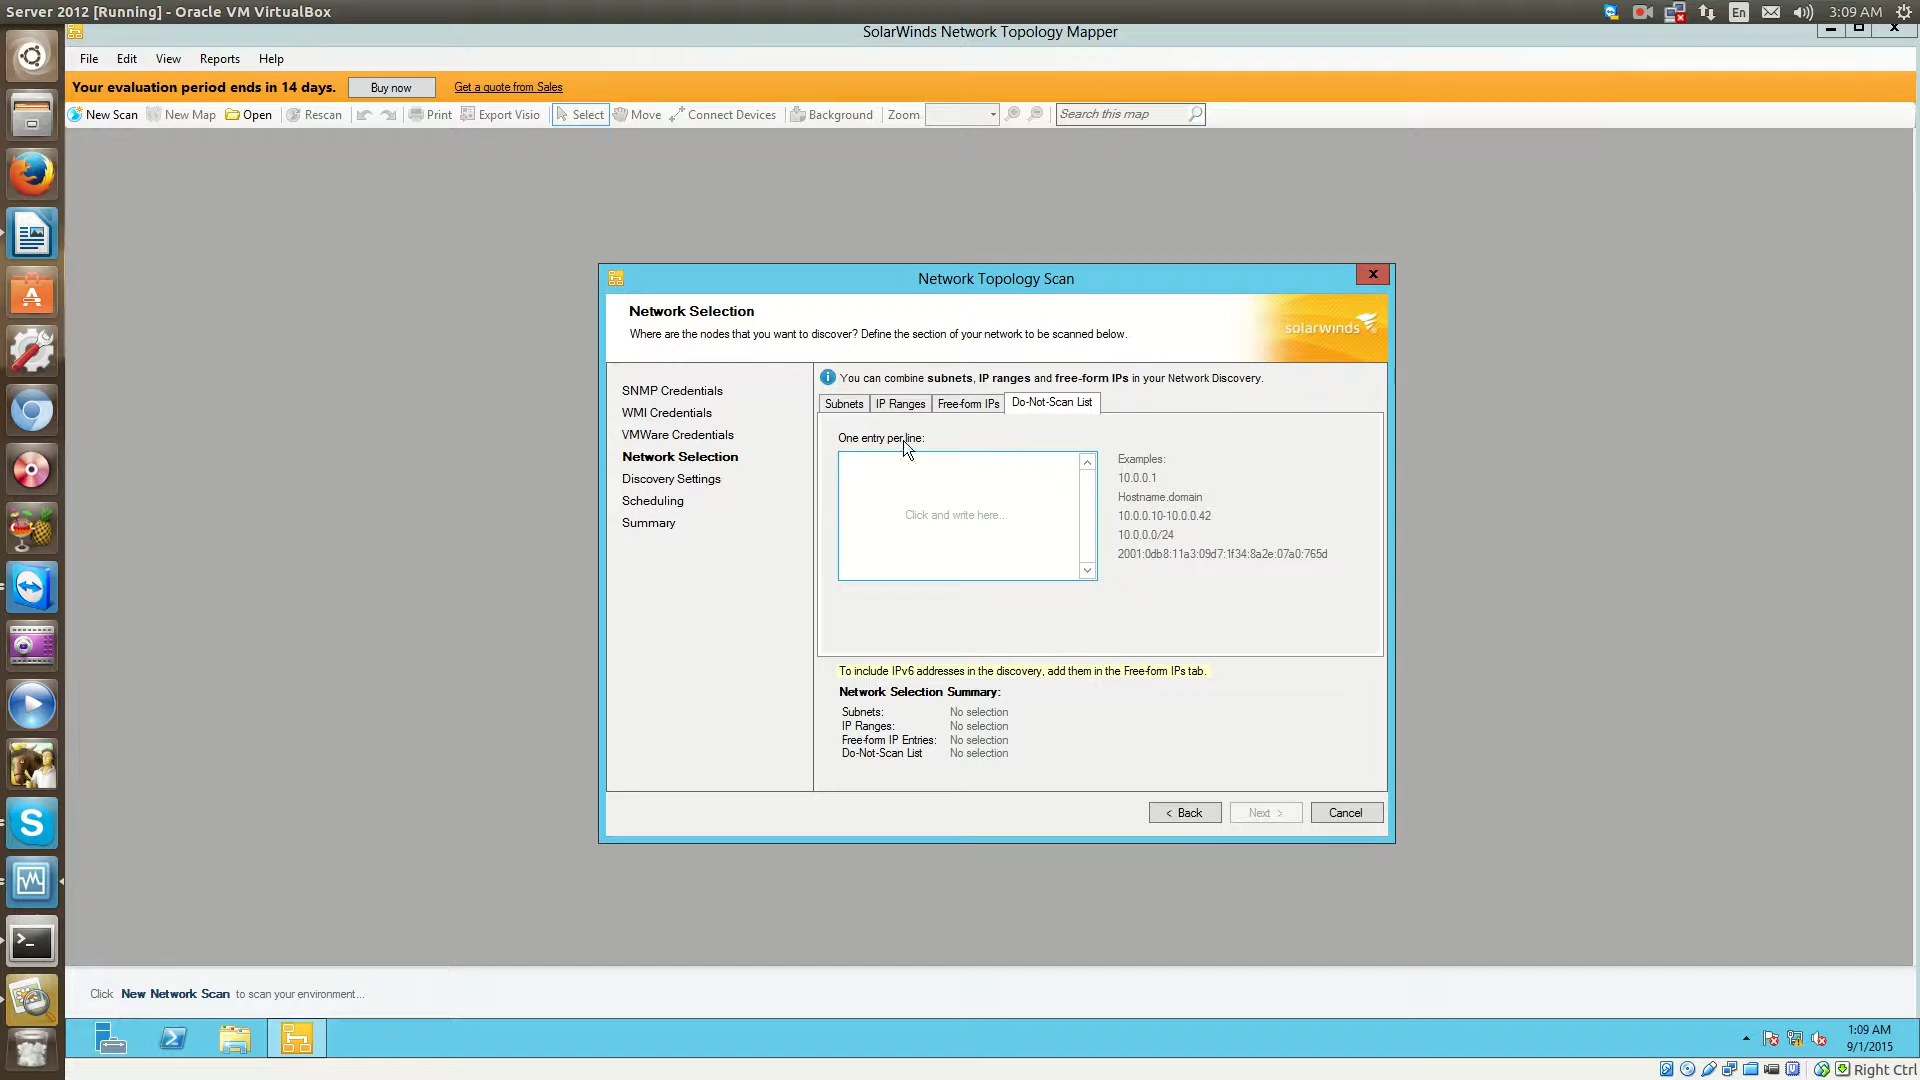 Server 2012 [Running] - Oracle VM VirtualBox
En
3:09 AM
SolarWinds Network Topology Mapper
File Edit View Reports Help
Your evaluation period ends in 14 days. Buy now Get a quote from Sales
New Scan New Map Open Rescan Print Export Visio Select Move Connect Devices Background Zoom Search this map
Network Topology Scan
Network Selection
Where are the nodes that you want to discover? Define the section of your network to be scanned below.
solarwinds
SNMP Credentials
WMI Credentials
VMWare Credentials
Network Selection
Discovery Settings
Scheduling
Summary
You can combine subnets, IP ranges and free-form IPs in your Network Discovery.
Subnets IP Ranges Free-form IPs Do-Not-Scan List
One entry per line:
Click and write here...
Examples:
10.0.0.1
Hostname.domain
10.0.0.10-10.0.0.42
10.0.0.0/24
2001:0db8:11a3:09d7:1f34:8a2e:07a0:765d
To include IPv6 addresses in the discovery, add them in the Free-form IPs tab.
Network Selection Summary:
Subnets: No selection
IP Ranges: No selection
Free-form IP Entries: No selection
Do-Not-Scan List No selection
< Back Next > Cancel
Click New Network Scan to scan your environment...
1:09 AM
9/1/2015
Right Ctrl